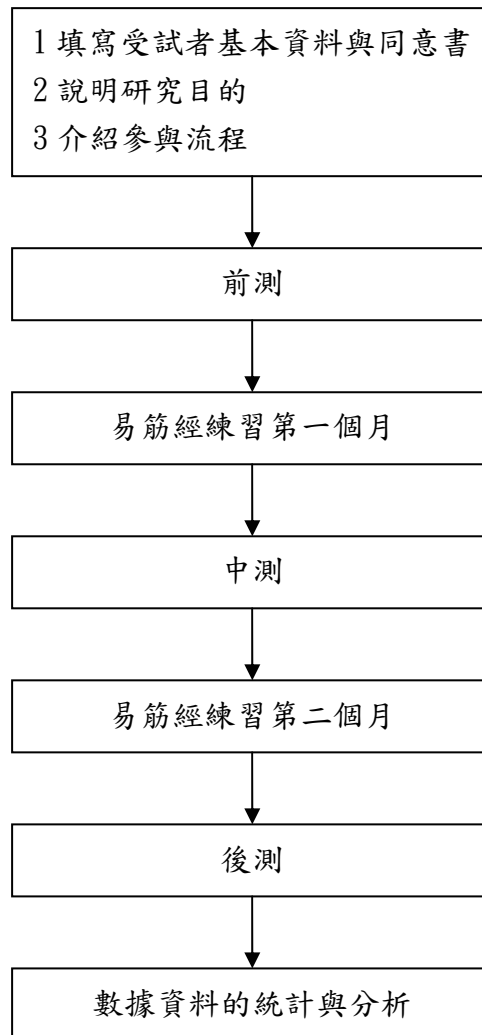 1 填寫受試者基本資料與同意書
2 說明研究目的
3 介紹參與流程
前測
易筋經練習第一個月
中測
易筋經練習第二個月
後測
數據資料的統計與分析